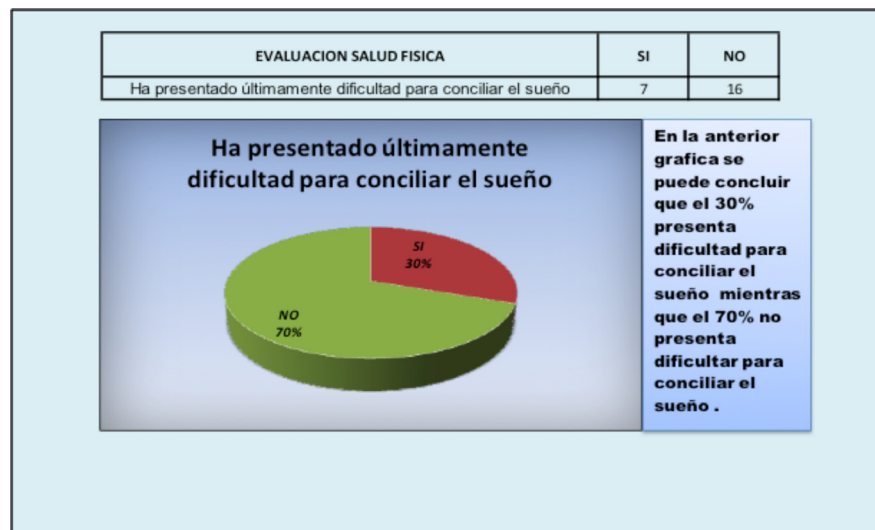 EVALUACION SALUD FISICA SI NO
Ha presentado últimamente dificultad para conciliar el sueño 7 16
Ha presentado últimamente
dificultad para conciliar el sueño
SI
30%
NO
70%
En la anterior
grafica se
puede concluir
que el 30%
presenta
dificultad para
conciliar el
sueño mientras
que el 70% no
presenta
dificultar para
conciliar el
sueño .